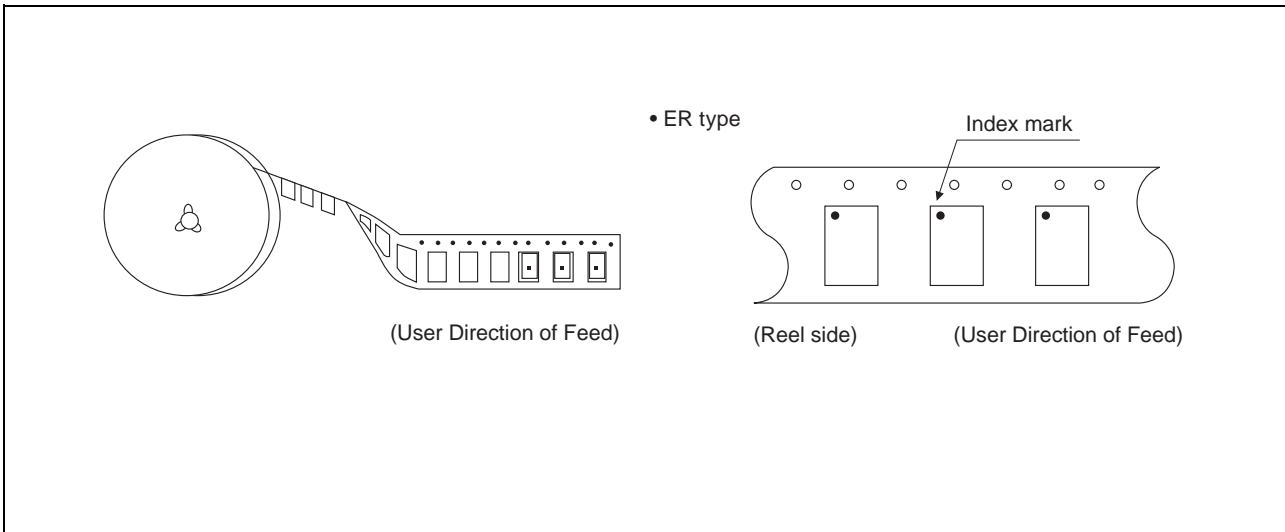 • ER type
Index mark
(User Direction of Feed)
(Reel side)
(User Direction of Feed)